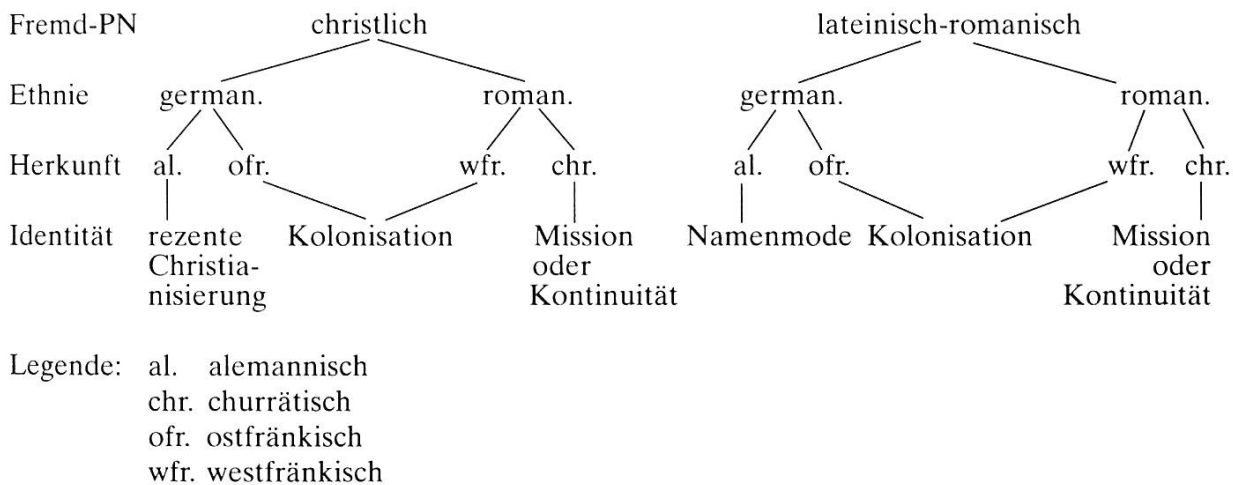 Fremd-PN christlich lateinisch-romanisch
Ethnie german. roman. german. roman.
Herkunft al. ofr. wfr. chr. al. ofr. wfr. chr.
Identität rezente Kolonisation Mission Namenmode Kolonisation Mission
Christia- oder oder
nisierung Kontinuität Kontinuität
Legende: al. alemannisch
chr. churrätisch
ofr. ostfränkisch
wfr. westfränkisch